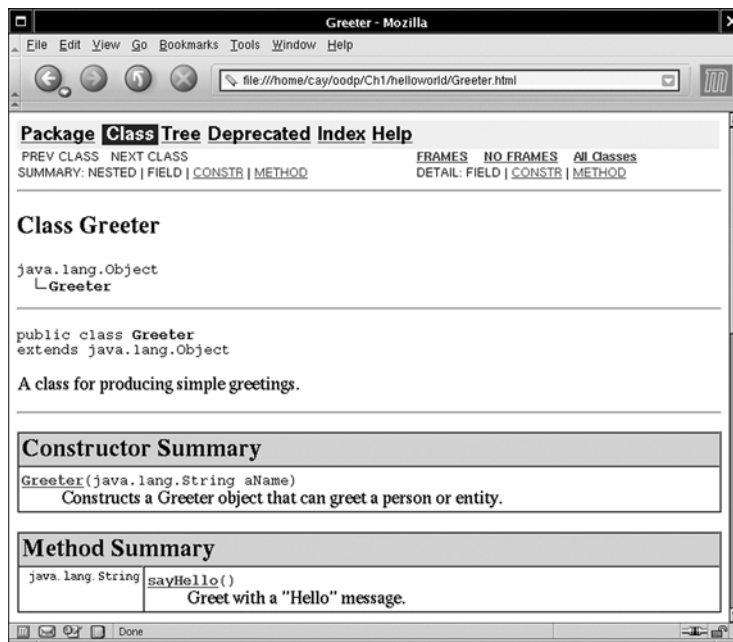 Greeter - Mozilla
File Edit View Go Bookmarks Tools Window Help
file:///home/cay/oodp/Ch1/helloworld/Greeter.html
Package Class Tree Deprecated Index Help
PREV CLASS NEXT CLASS FRAMES NO FRAMES All Classes
SUMMARY: NESTED | FIELD | CONSTR | METHOD DETAIL: FIELD | CONSTR | METHOD
Class Greeter
java.lang.Object
Greeter
public class Greeter
extends java.lang.Object
A class for producing simple greetings.
Constructor Summary
Greeter(java.lang.String aName)
Constructs a Greeter object that can greet a person or entity.
Method Summary
java.lang.String sayHello()
Greet with a "Hello" message.
Done